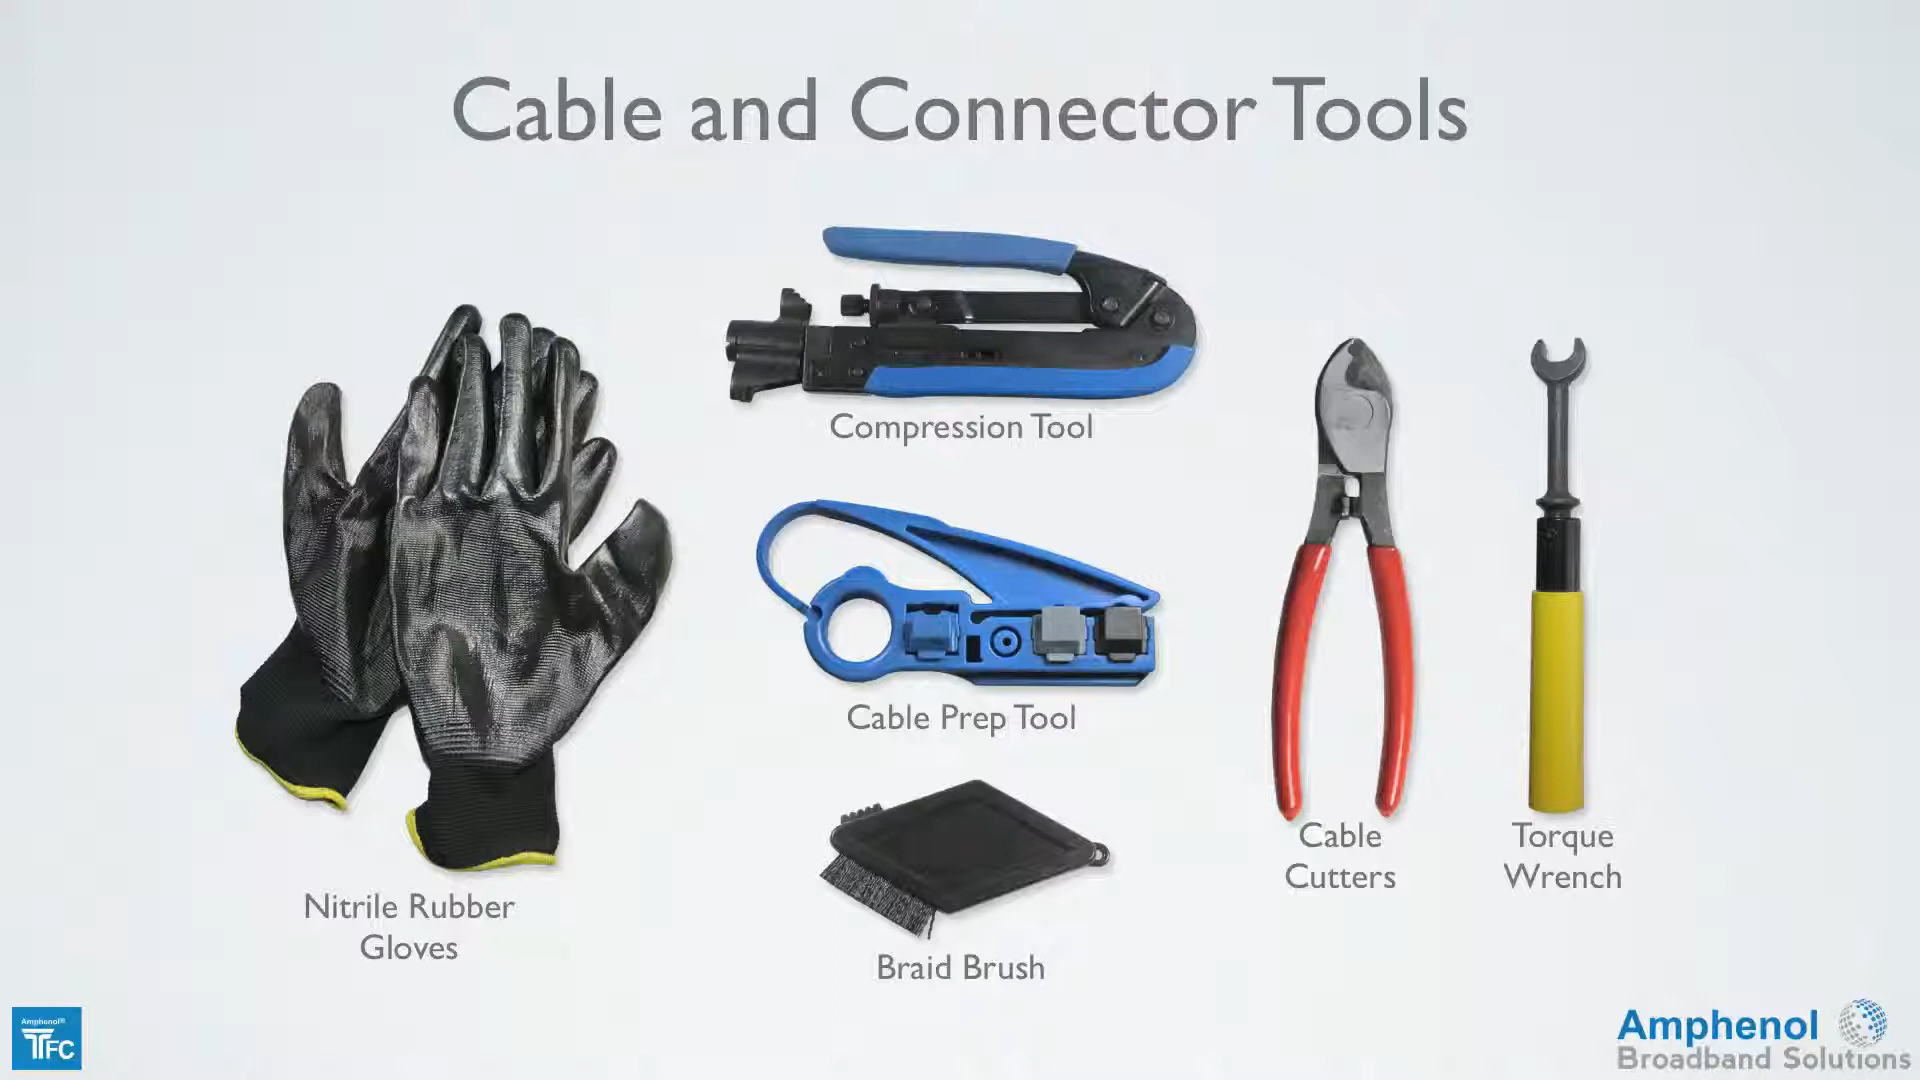 Cable and Connector Tools
Compression Tool
Cable Prep Tool
Cable
Cutters
Torque
Wrench
Nitrile Rubber
Gloves
Braid Brush
Amphenol®
TFC
Amphenol
Broadband Solutions